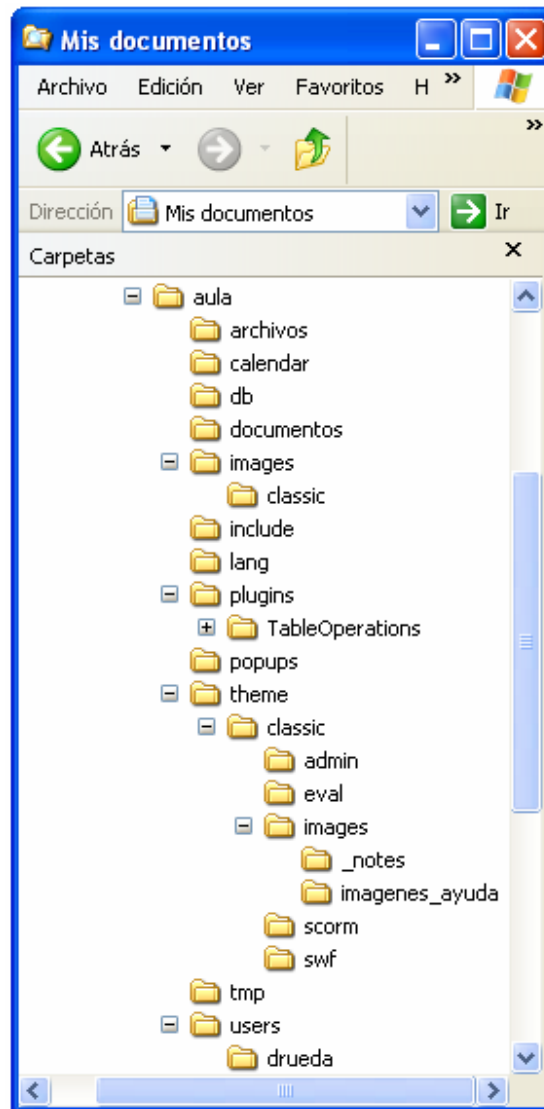 Mis documentos
Archivo Edición Ver Favoritos H »
Atrás »
Dirección Mis documentos Ir
Carpetas
aula
archivos
calendar
db
documentos
images
classic
include
lang
plugins
TableOperations
popups
theme
classic
admin
eval
images
_notes
imagenes_ayuda
scorm
swf
tmp
users
drueda